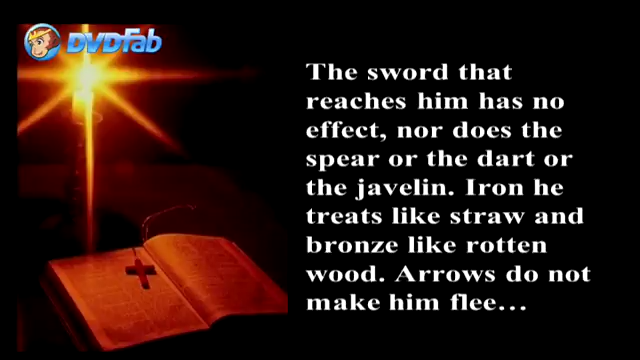 DVDFab
The sword that
reaches him has no
effect, nor does the
spear or the dart or
the javelin. Iron he
treats like straw and
bronze like rotten
wood. Arrows do not
make him flee...